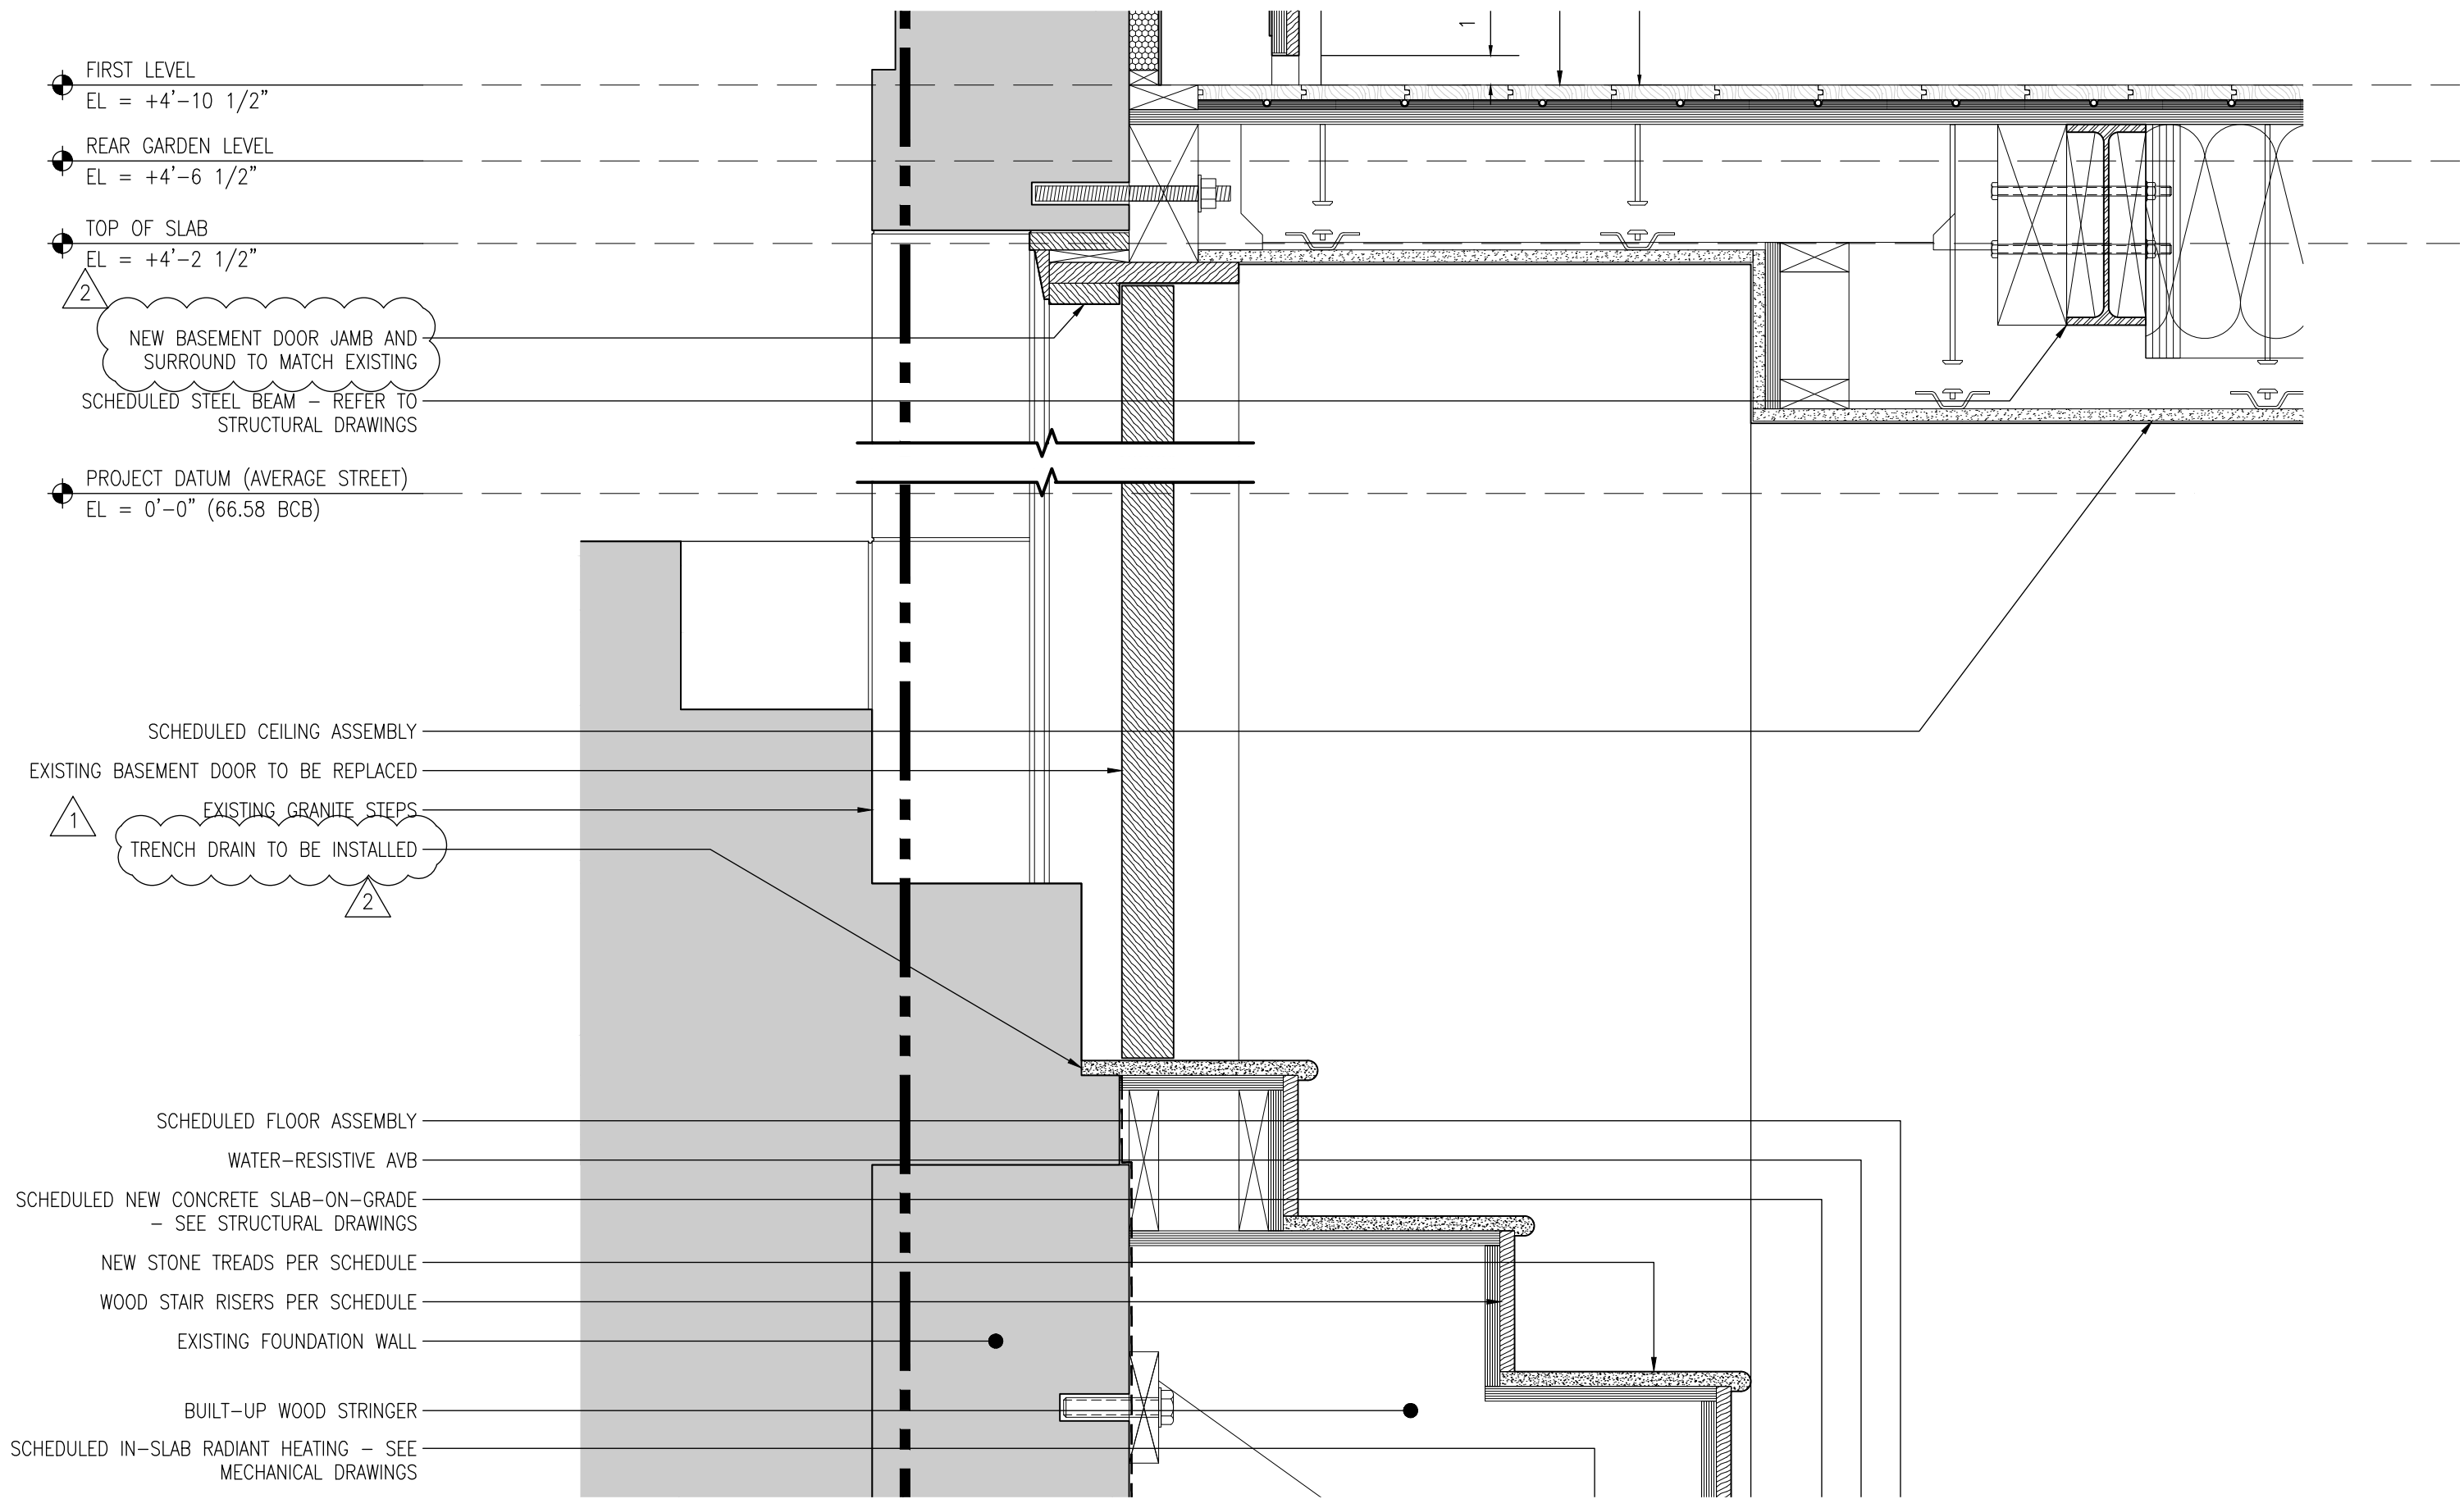 1
FIRST LEVEL
EL = +4'-10 1/2"
REAR GARDEN LEVEL
EL = +4'-6 1/2"
TOP OF SLAB
EL = +4'-2 1/2"
2
NEW BASEMENT DOOR JAMB AND
SURROUND TO MATCH EXISTING
SCHEDULED STEEL BEAM - REFER TO
STRUCTURAL DRAWINGS
PROJECT DATUM (AVERAGE STREET)
EL = 0'-0" (66.58 BCB)
SCHEDULED CEILING ASSEMBLY
EXISTING BASEMENT DOOR TO BE REPLACED
EXISTING GRANITE STEPS
1
TRENCH DRAIN TO BE INSTALLED
2
SCHEDULED FLOOR ASSEMBLY
WATER-RESISTIVE AVB
SCHEDULED NEW CONCRETE SLAB-ON-GRADE
- SEE STRUCTURAL DRAWINGS
NEW STONE TREADS PER SCHEDULE
WOOD STAIR RISERS PER SCHEDULE
EXISTING FOUNDATION WALL
BUILT-UP WOOD STRINGER
SCHEDULED IN-SLAB RADIANT HEATING - SEE
MECHANICAL DRAWINGS